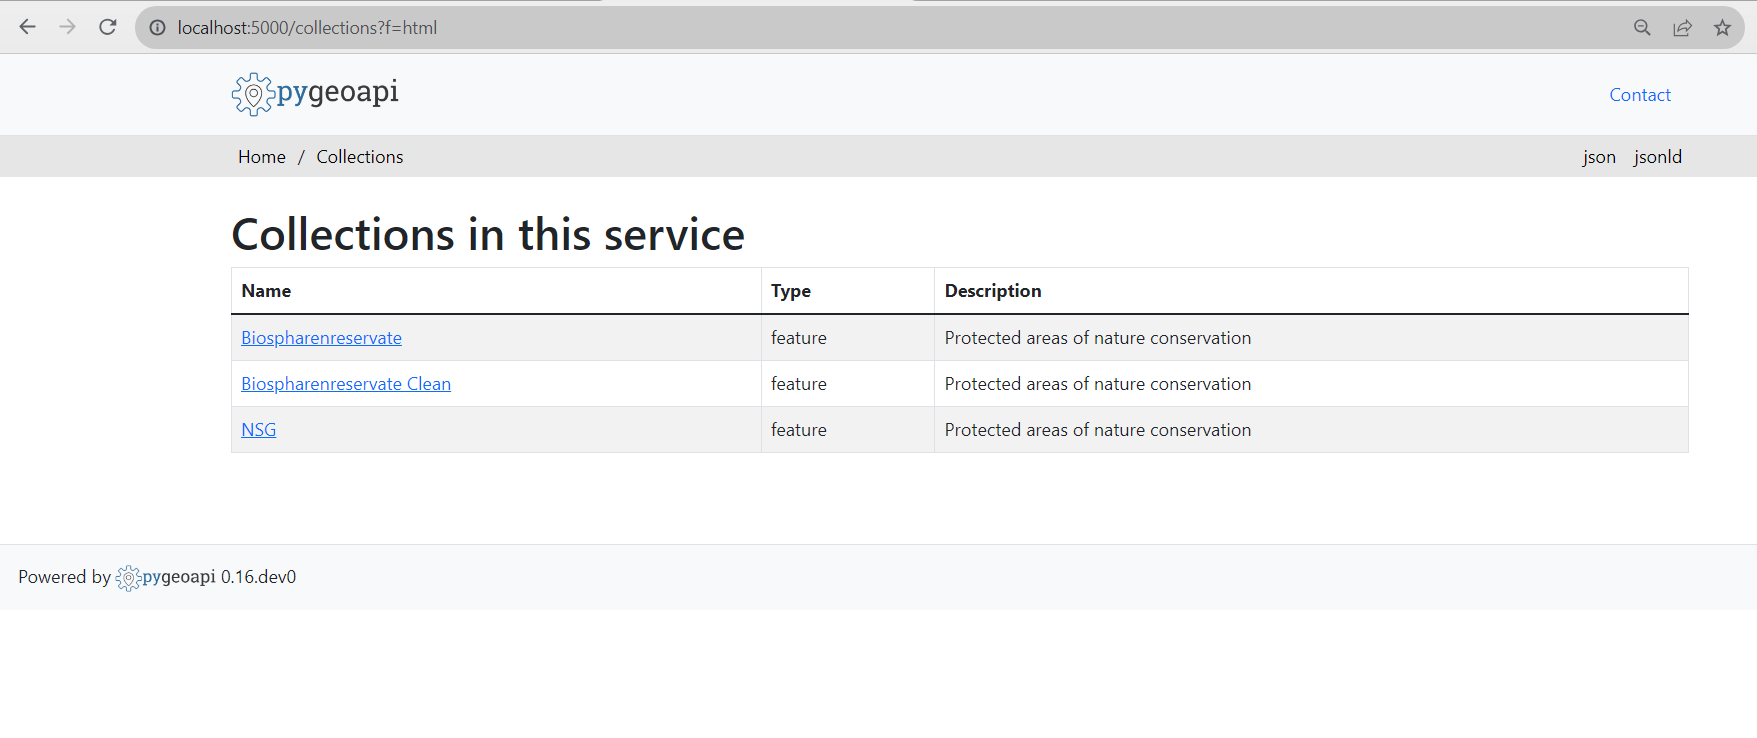 localhost:5000/collections?f=html
pygeoapi
Contact
Home / Collections
json jsonld
Collections in this service
Name Type Description
Biospharenreservate feature Protected areas of nature conservation
Biospharenreservate Clean feature Protected areas of nature conservation
NSG feature Protected areas of nature conservation
Powered by pygeoapi 0.16.dev0